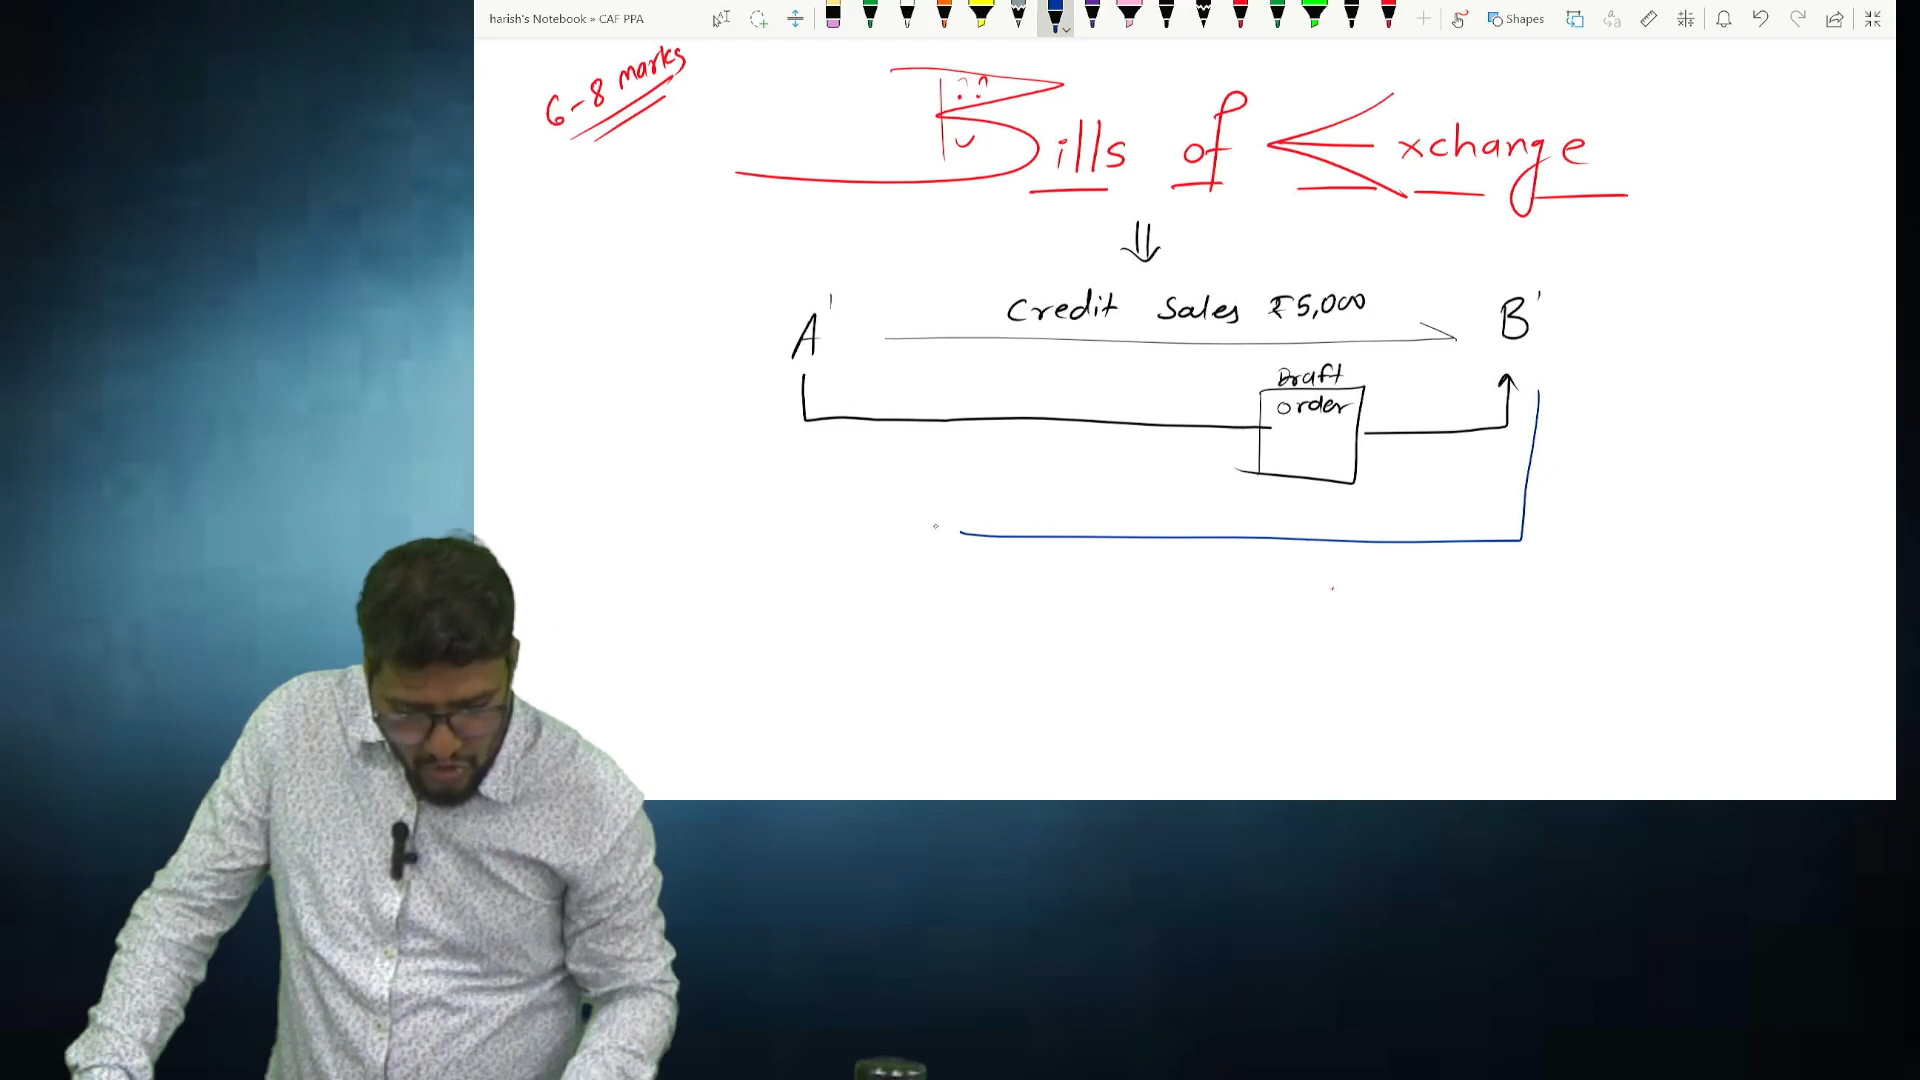 harish's Notebook » CAF PPA
Shapes
6-8 marks
Bills of Exchange
Credit Sales ₹5,000
A'
B'
Draft
order